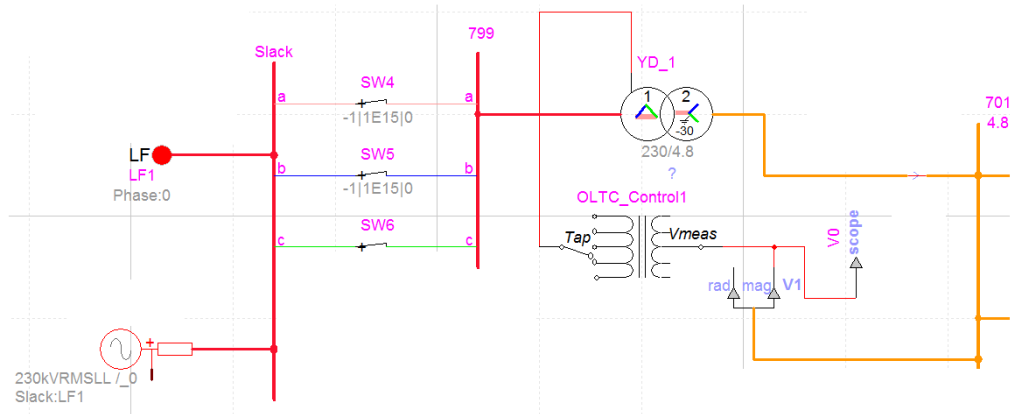 Slack
799
SW4
a
a
-1|1E15|0
YD_1
1
2
-30
230/4.8
?
701
4.8
LF
LF1
Phase:0
SW5
b
b
-1|1E15|0
SW6
c
c
OLTC_Control1
Tap
Vmeas
V0
scope
rad
mag
V1
+
230kVRMSLL /_0
Slack:LF1